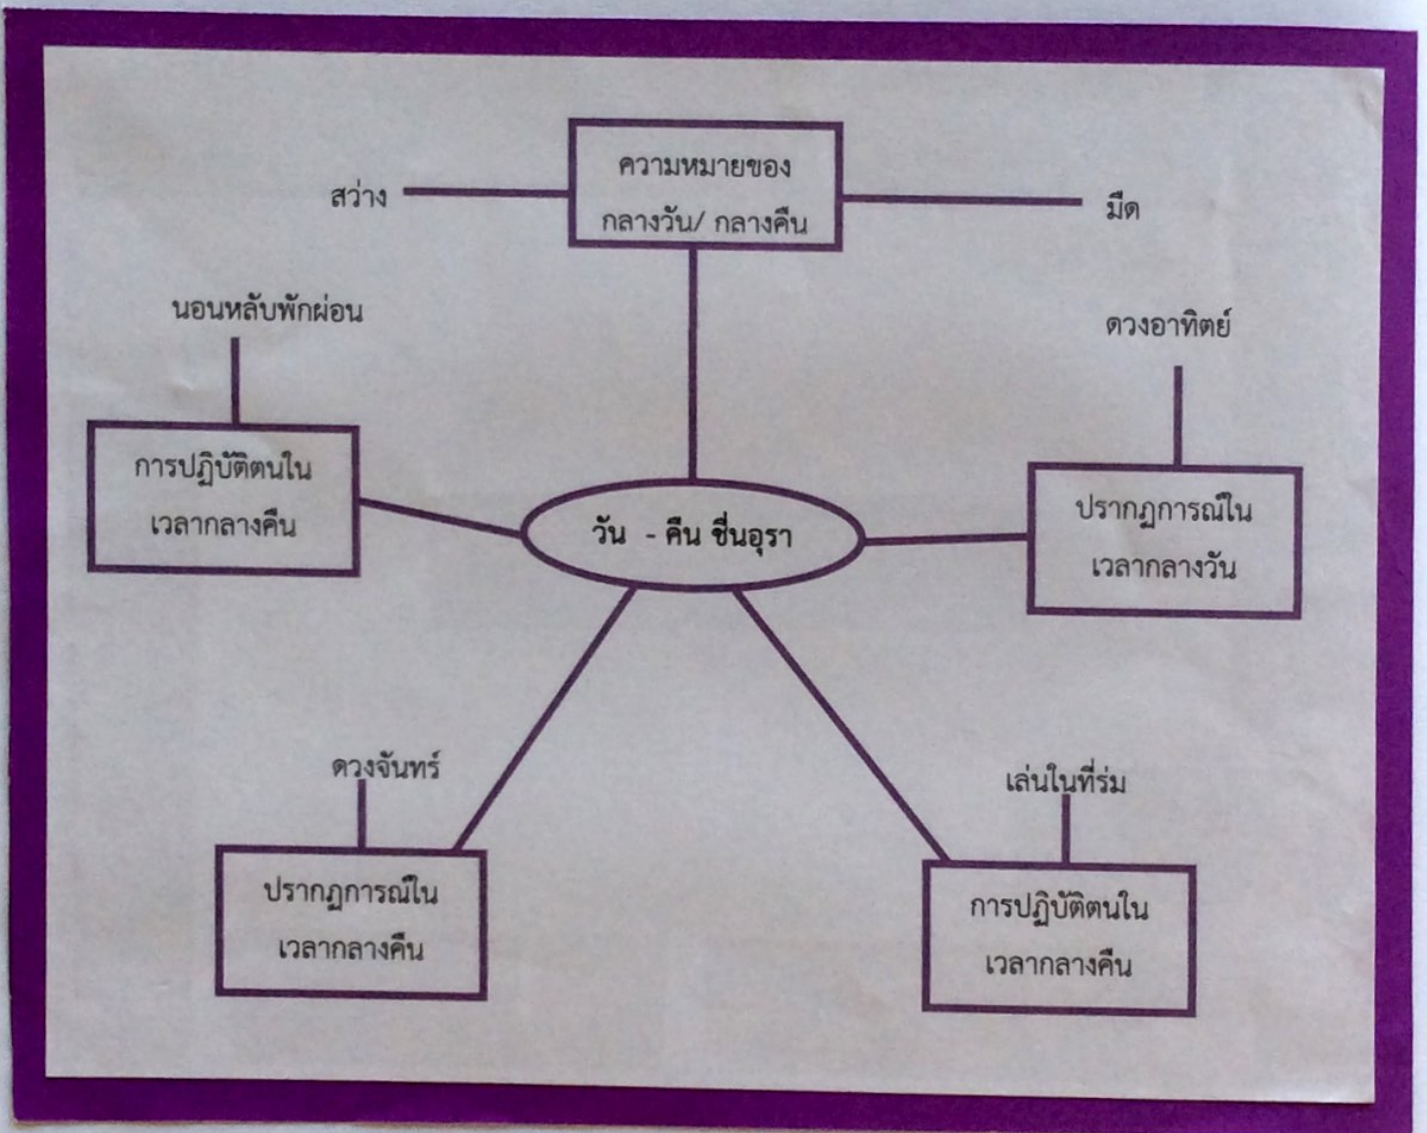 ความหมายของ
กลางวัน/ กลางคืน
สว่าง
มืด
นอนหลับพักผ่อน
ดวงอาทิตย์
การปฏิบัติตนใน
เวลากลางคืน
วัน - คืน ชื่นอุรา
ปรากฏการณ์ใน
เวลากลางวัน
ดวงจันทร์
เล่นในที่ร่ม
ปรากฏการณ์ใน
เวลากลางคืน
การปฏิบัติตนใน
เวลากลางคืน